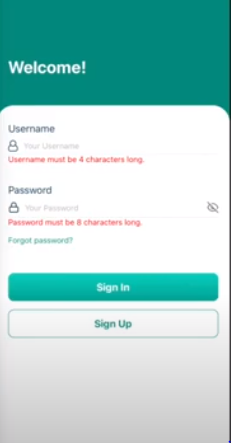 Welcome!
Username
Your Username
Username must be 4 characters long.
Password
Your Password
Password must be 8 characters long.
Forgot password?
Sign In
Sign Up